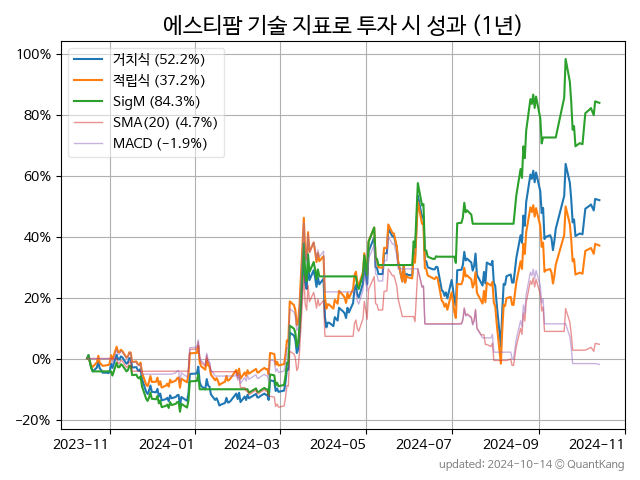 에스티팜 기술 지표로 투자 시 성과 (1년)
100%
80%
60%
40%
20%
0%
−20%
거치식 (52.2%)
적립식 (37.2%)
SigM (84.3%)
SMA(20) (4.7%)
MACD (−1.9%)
2023-11
2024-01
2024-03
2024-05
2024-07
2024-09
2024-11
updated: 2024-10-14 © QuantKang